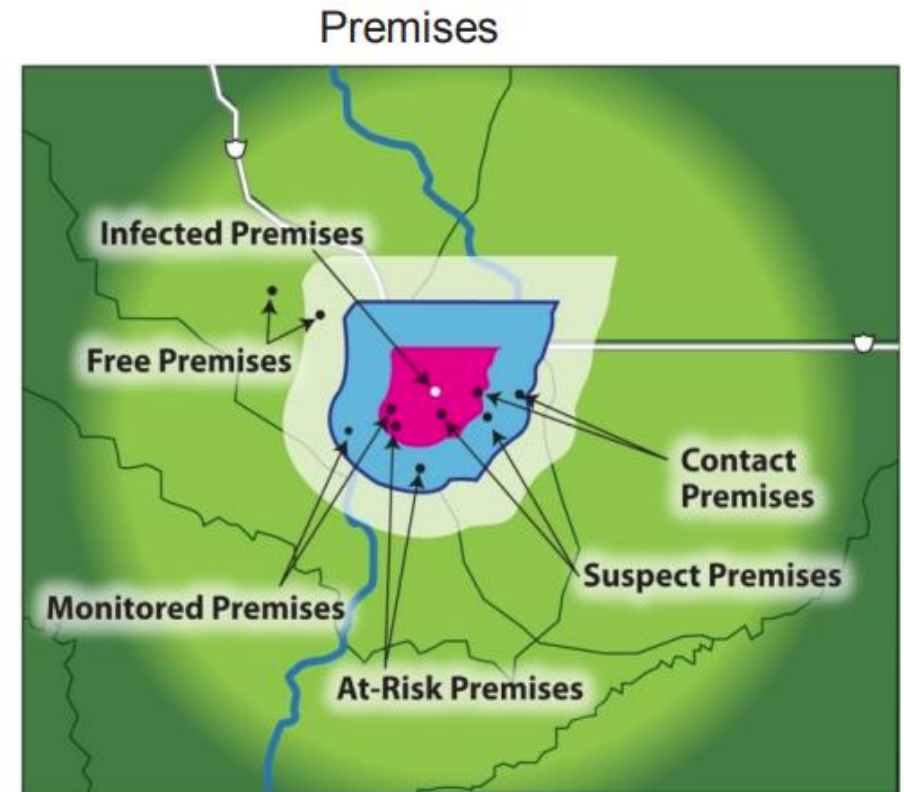 Premises
Infected Premises
Free Premises
Contact
Premises
Suspect Premises
Monitored Premises
At-Risk Premises